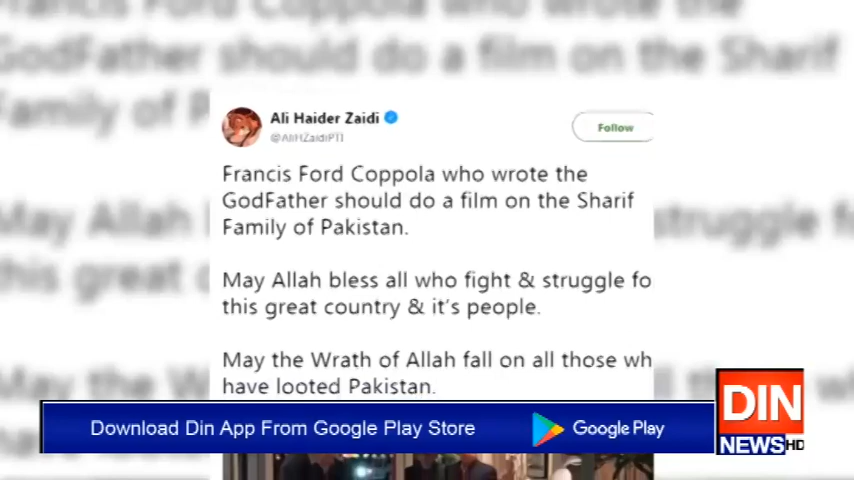 Ali Haider Zaidi
@AliHZaidiPTI
Follow
Francis Ford Coppola who wrote the
GodFather should do a film on the Sharif
Family of Pakistan.
May Allah bless all who fight & struggle fo
this great country & it's people.
May the Wrath of Allah fall on all those wh
have looted Pakistan.
Download Din App From Google Play Store
Google Play
DIN
NEWS HD